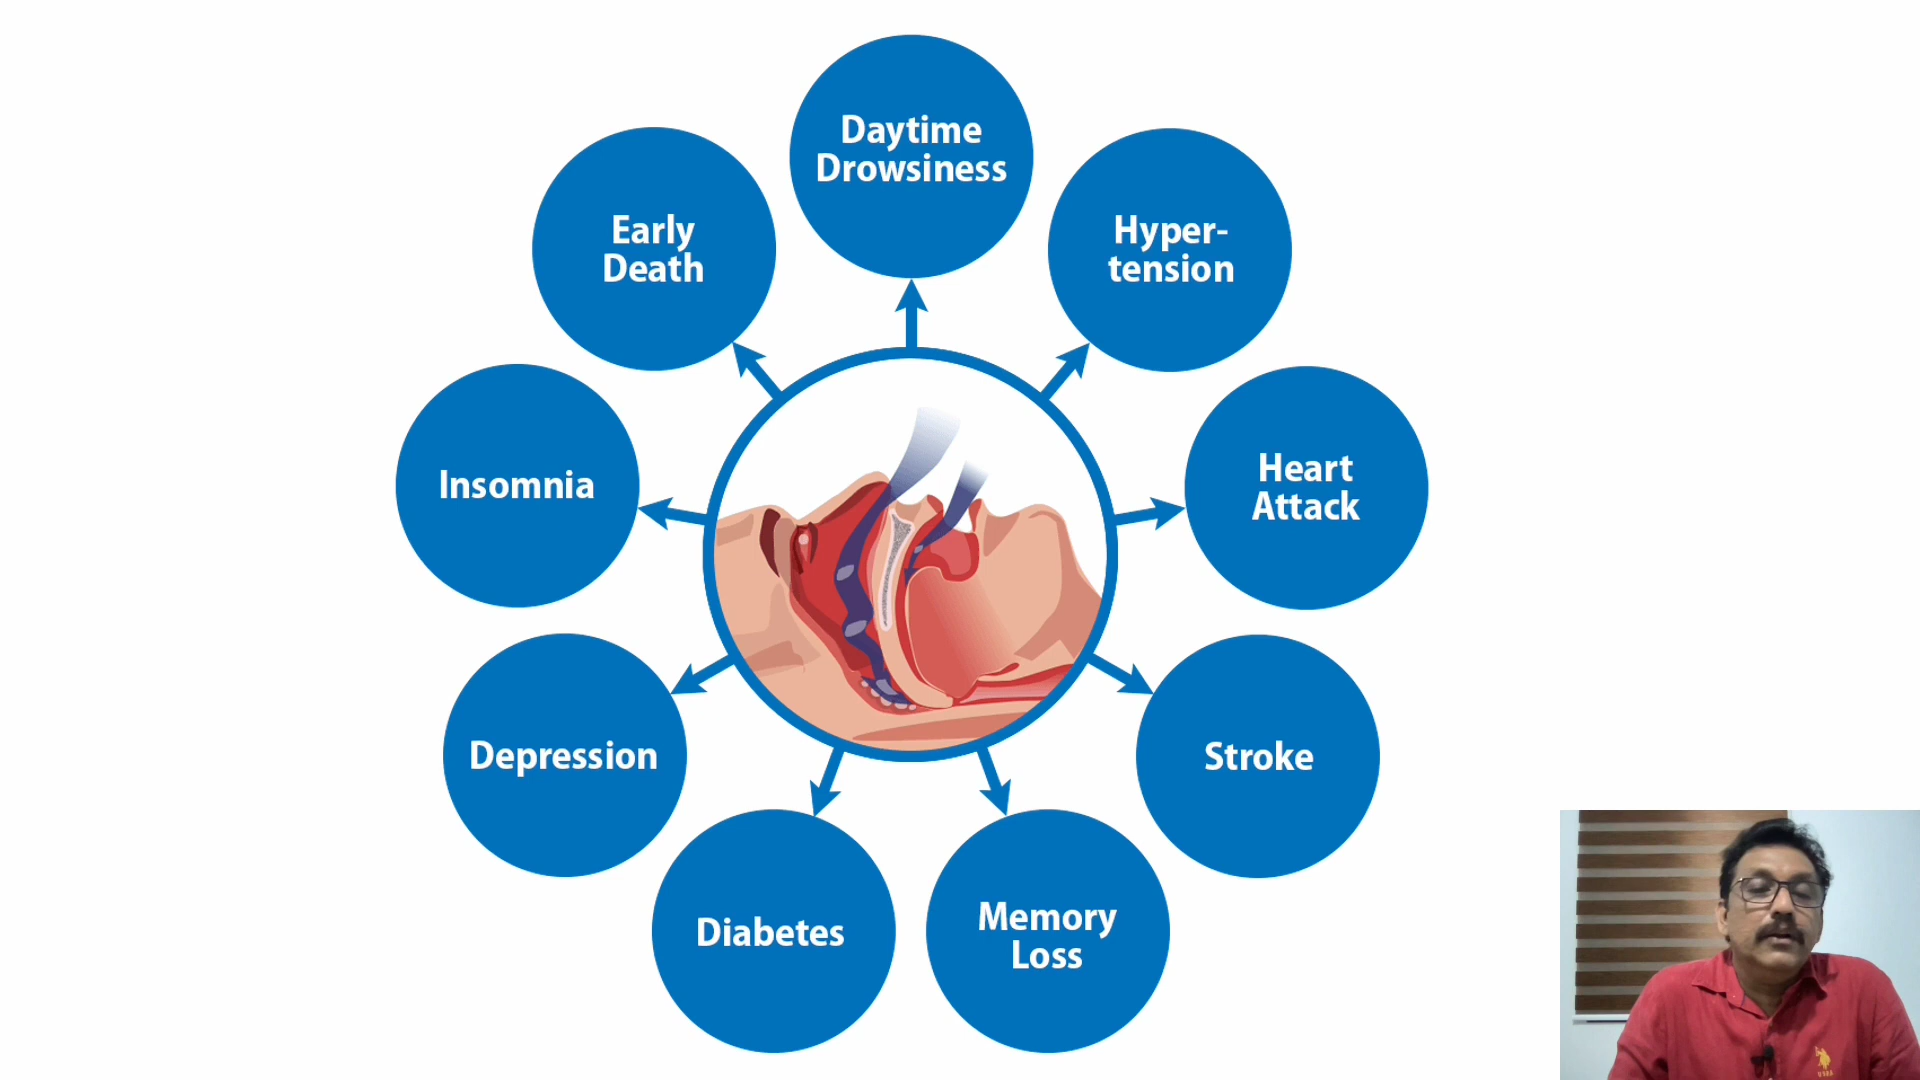 Daytime
Drowsiness
Hyper-
tension
Heart
Attack
Stroke
Memory
Loss
Diabetes
Depression
Insomnia
Early
Death